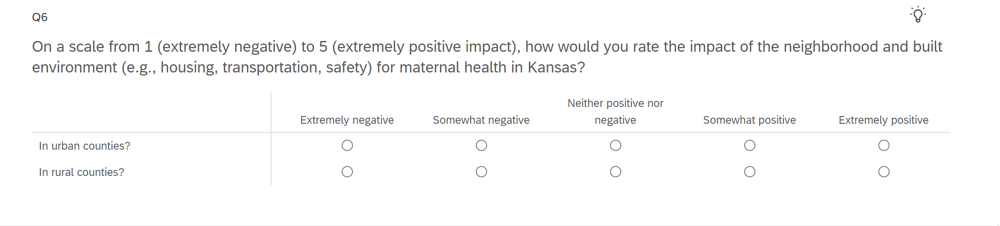 Q6
On a scale from 1 (extremely negative) to 5 (extremely positive impact), how would you rate the impact of the neighborhood and built
environment (e.g., housing, transportation, safety) for maternal health in Kansas?
Neither positive nor
Extremely negative Somewhat negative negative Somewhat positive Extremely positive
In urban counties?
In rural counties?